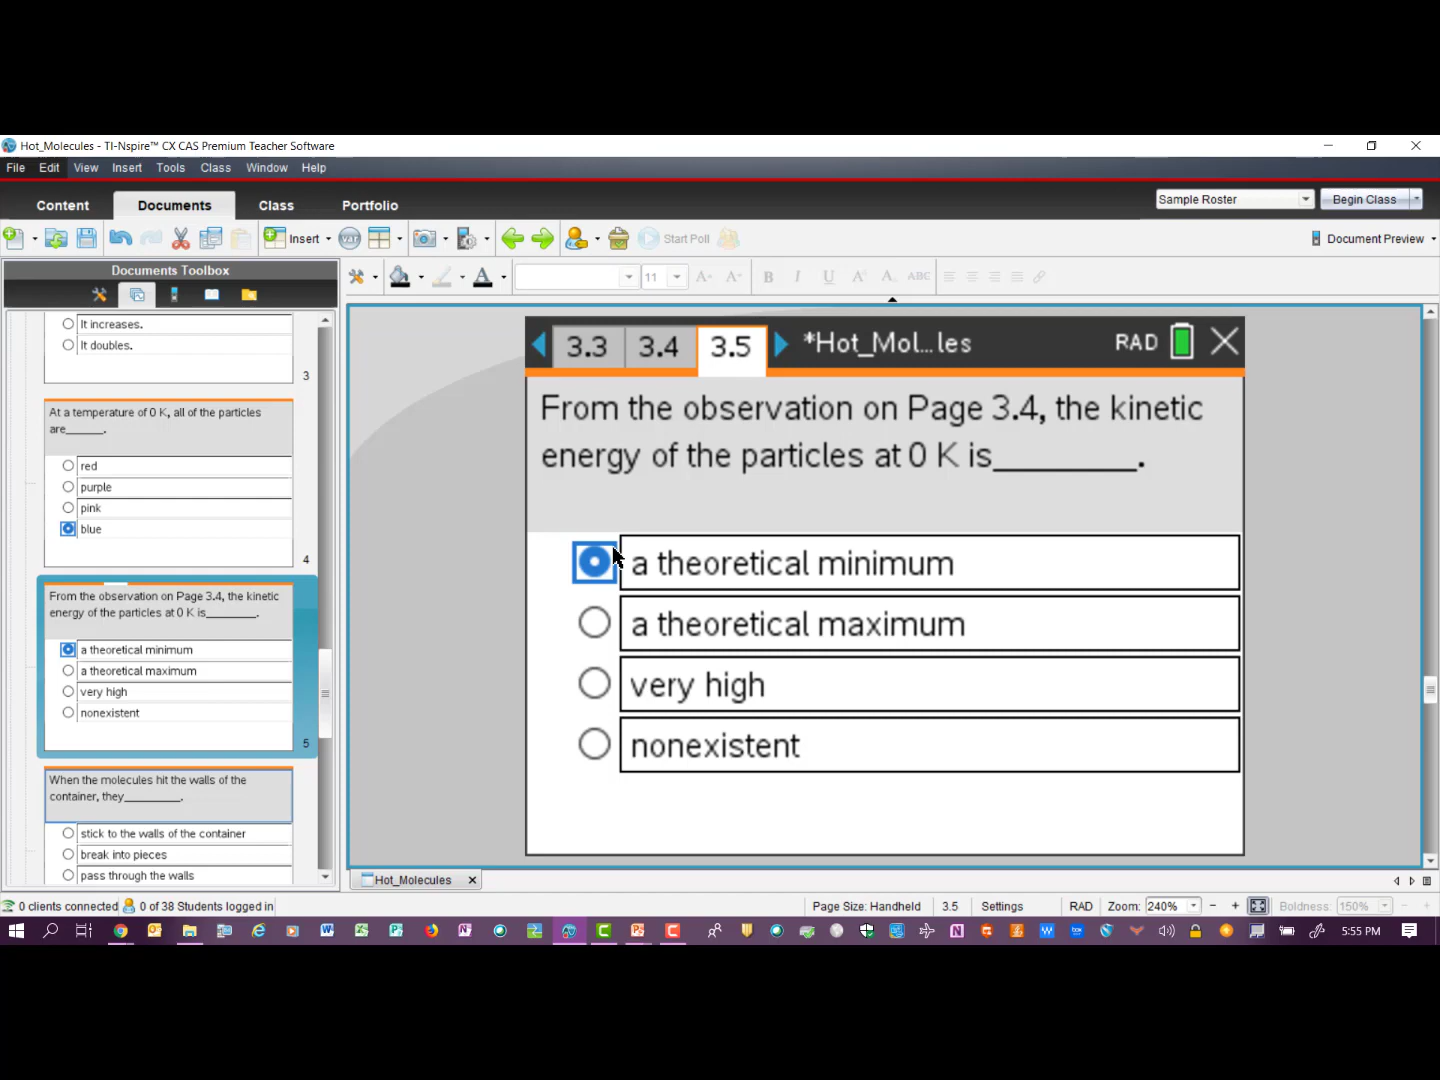 Hot_Molecules - TI-Nspire™ CX CAS Premium Teacher Software
File Edit View Insert Tools Class Window Help
Content Documents Class Portfolio
Sample Roster Begin Class
Insert Start Poll Document Preview
Documents Toolbox
11 B I U A A ABC
It increases.
It doubles.
3
At a temperature of 0 K, all of the particles
are______.
red
purple
pink
blue
4
From the observation on Page 3.4, the kinetic
energy of the particles at 0 K is________.
a theoretical minimum
a theoretical maximum
very high
nonexistent
5
When the molecules hit the walls of the
container, they_________.
stick to the walls of the container
break into pieces
pass through the walls
3.3 3.4 3.5 *Hot_Mol...les RAD
From the observation on Page 3.4, the kinetic
energy of the particles at 0 K is________.
a theoretical minimum
a theoretical maximum
very high
nonexistent
Hot_Molecules
0 clients connected 0 of 38 Students logged in Page Size: Handheld 3.5 Settings RAD Zoom: 240% Boldness: 150%
5:55 PM